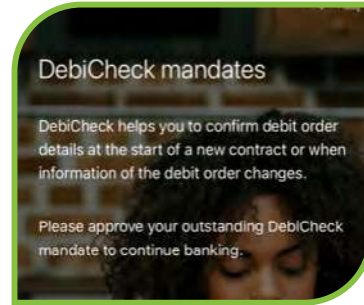 DebiCheck mandates
DebiCheck helps you to confirm debit order
details at the start of a new contract or when
information of the debit order changes.
Please approve your outstanding DebiCheck
mandate to continue banking.